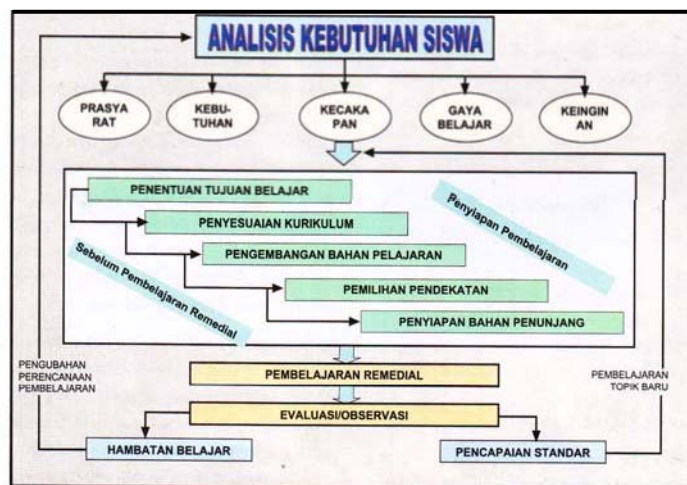 ANALISIS KEBUTUHAN SISWA
PRASYA
RAT
KEBU-
TUHAN
KECAKA
PAN
GAYA
BELAJAR
KEINGIN
AN
PENENTUAN TUJUAN BELAJAR
PENYESUAIAN KURIKULUM
PENGEMBANGAN BAHAN PELAJARAN
PEMILIHAN PENDEKATAN
PENYIAPAN BAHAN PENUNJANG
Penyiapan Pembelajaran
Sebelum Pembelajaran Remedial
PENGUBAHAN
PERENCANAAN
PEMBELAJARAN
PEMBELAJARAN REMEDIAL
PEMBELAJARAN
TOPIK BARU
EVALUASI/OBSERVASI
HAMBATAN BELAJAR
PENCAPAIAN STANDAR